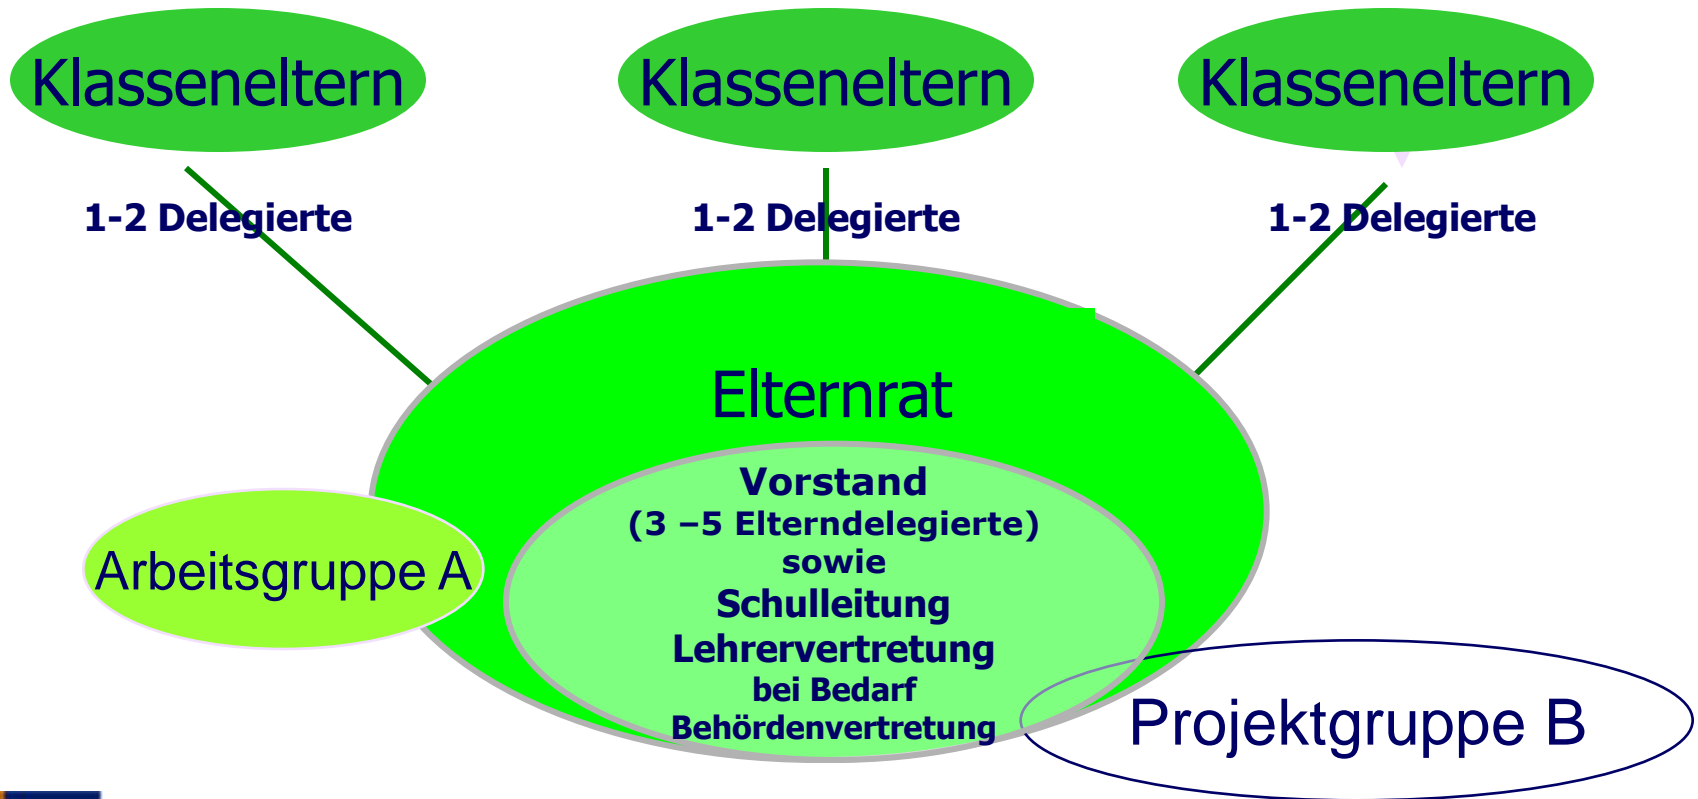 Klasseneltern Klasseneltern Klasseneltern
1-2 Delegierte 1-2 Delegierte 1-2 Delegierte
Elternrat
Vorstand
(3 –5 Elterndelegierte)
sowie
Schulleitung
Lehrervertretung
bei Bedarf
Behördenvertretung
Arbeitsgruppe A
Projektgruppe B